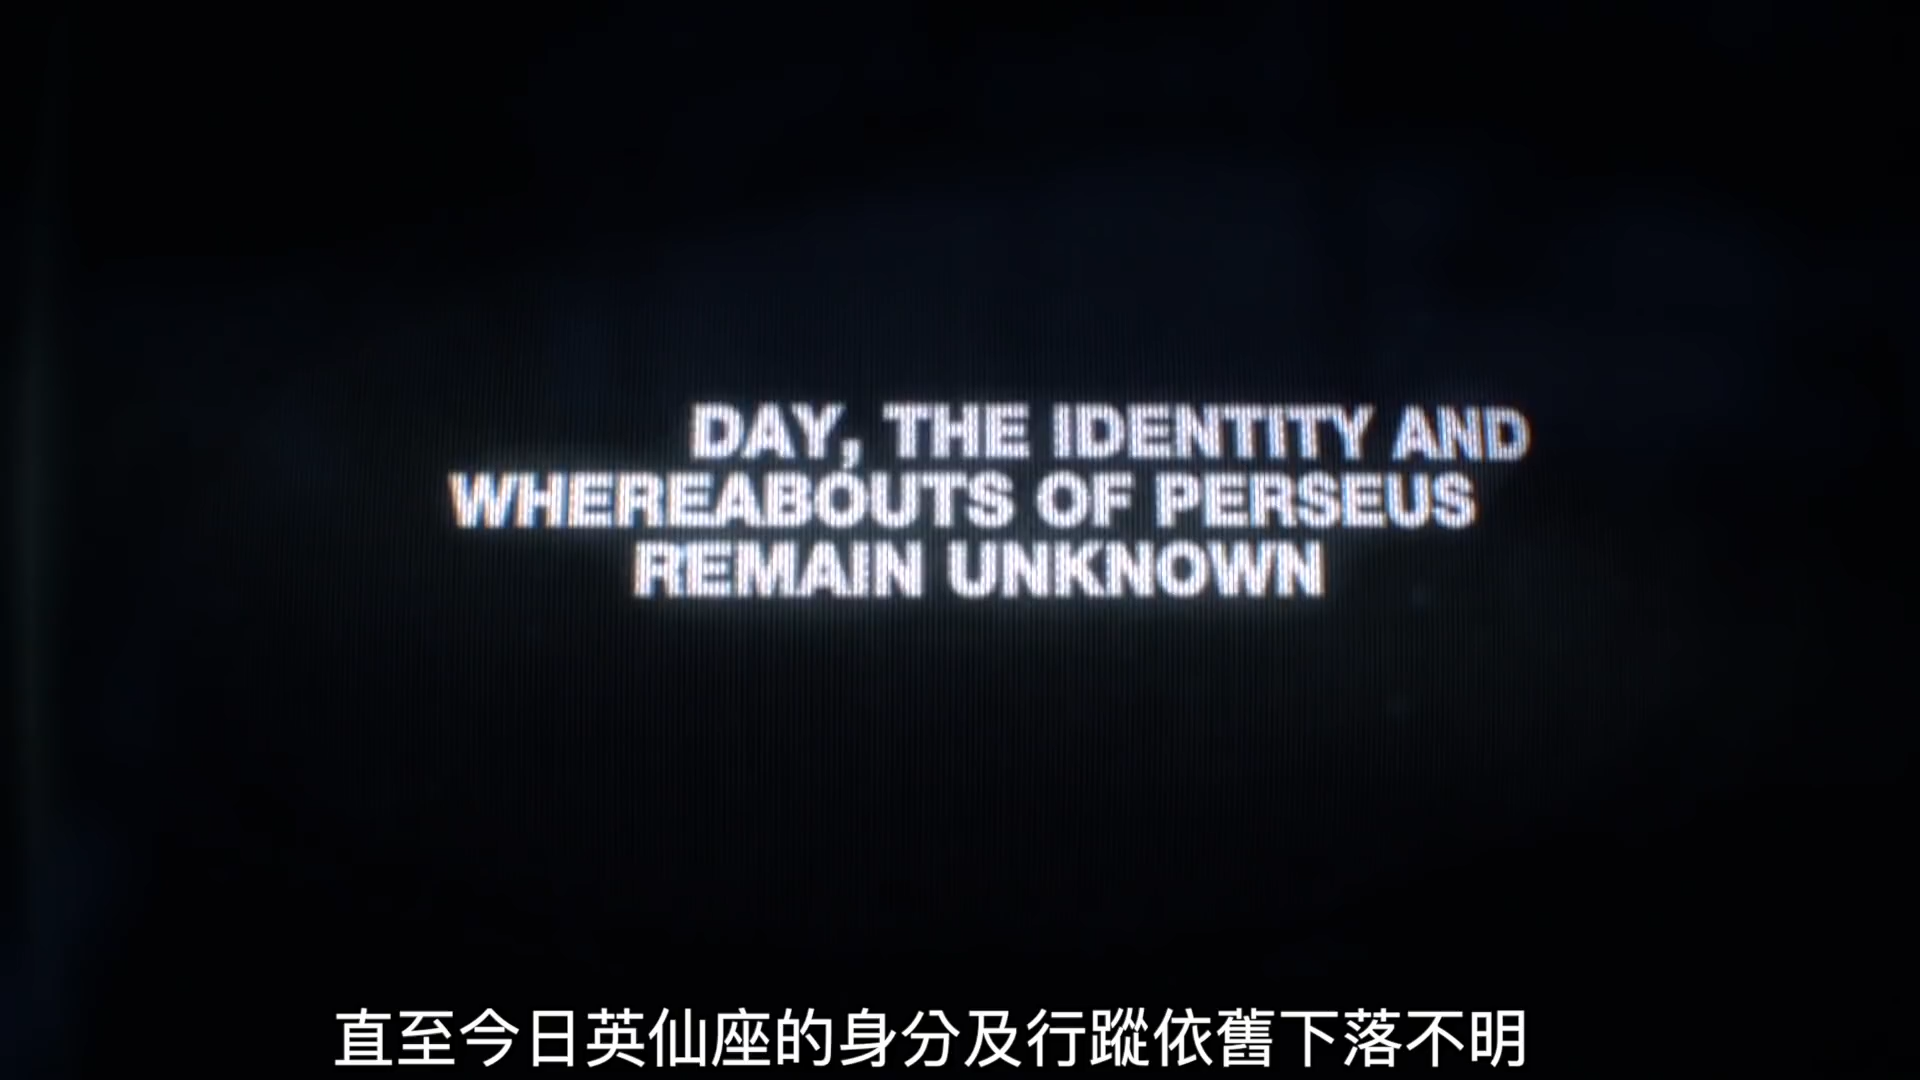 DAY, THE IDENTITY AND
WHEREABOUTS OF PERSEUS
REMAIN UNKNOWN
直至今日英仙座的身分及行蹤依舊下落不明